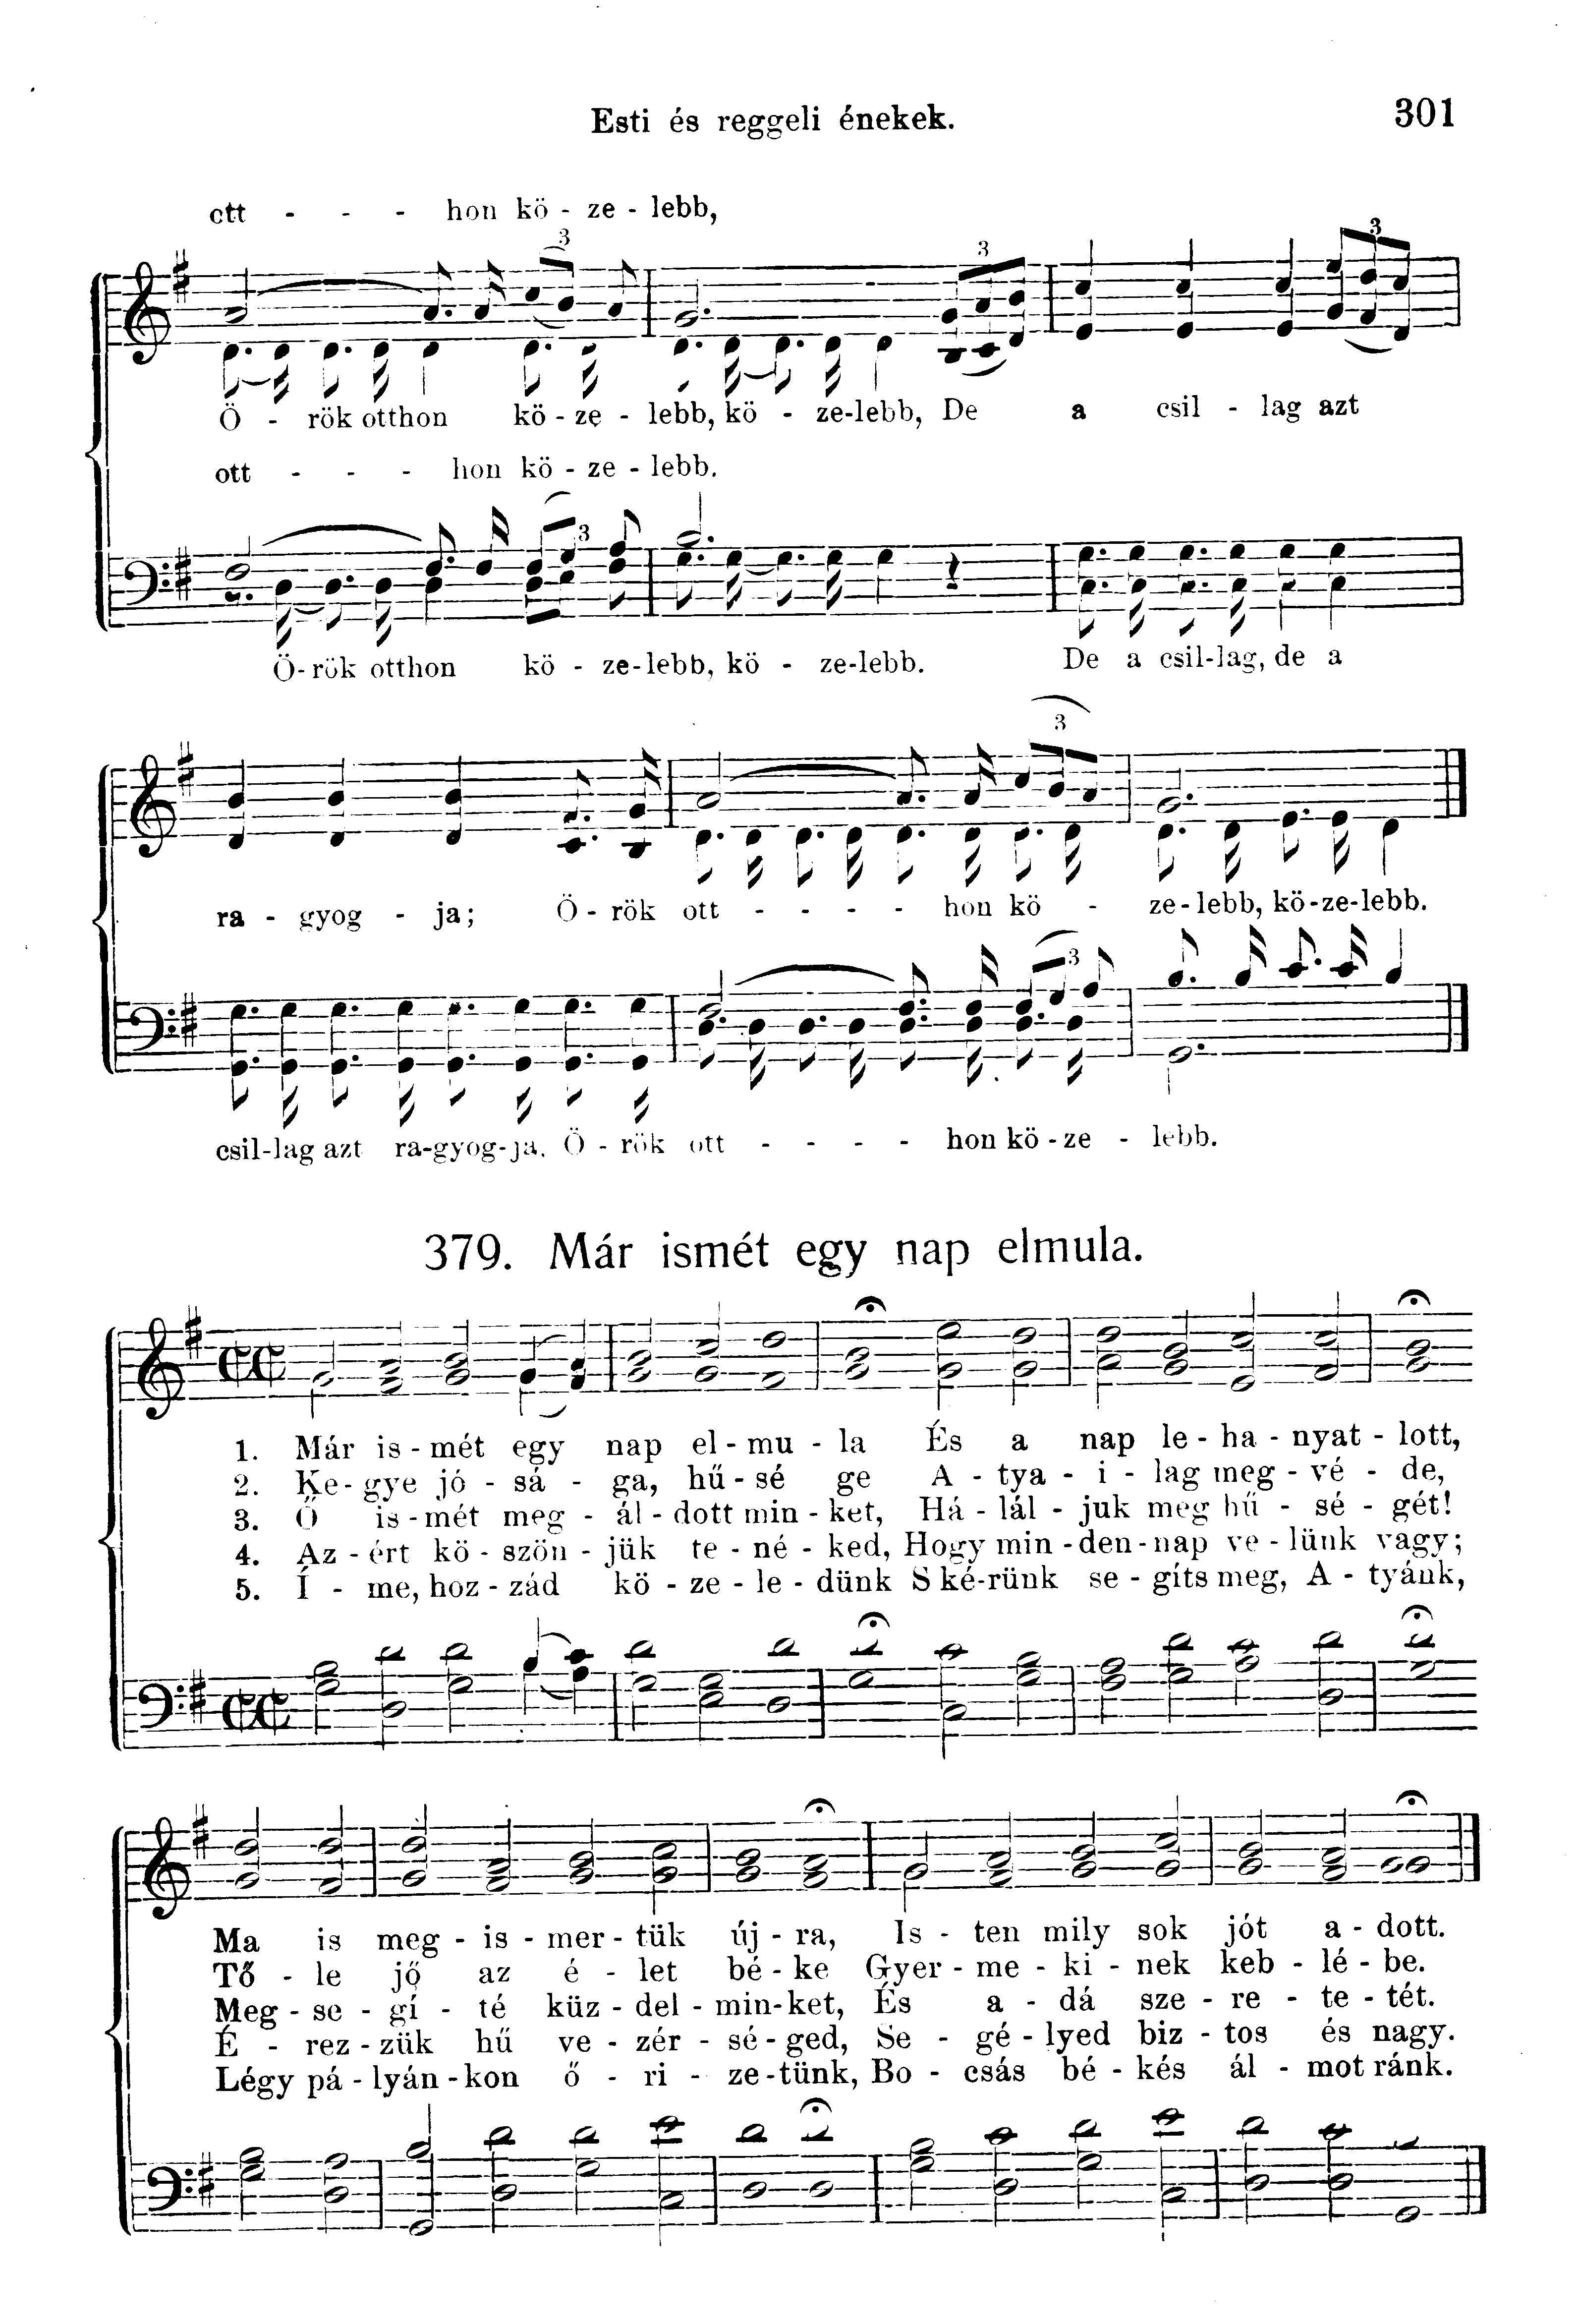 Esti és reggeli énekek.
301
ott - - - hon kö - ze - lebb,
3
3
3
Ö - rök otthon kö - ze - lebb, kö - ze-lebb, De a csil - lag azt
ott - - - hon kö - ze - lebb.
3
Ö-rök otthon kö - ze-lebb, kö - ze-lebb. De a csil-lag, de a
3
ra - gyog - ja; Ö - rök ott - - - - hon kö - ze-lebb, kö-ze-lebb.
3
csil-lag azt ra-gyog-ja. Ö - rök ott - - - - hon kö-ze - lebb.
379. Már ismét egy nap elmula.
1. Már is-mét egy nap el-mu-la És a nap le-ha-nyat-lott,
2. Ke-gye jó-sá-ga, hű-sé ge A-tya-i-lag meg-vé-de,
3. Ő is-mét meg-ál-dott min-ket, Há-lál-juk meg hű-sé-gét!
4. Az-ért kö-szön-jük te-né-ked, Hogy min-den-nap ve-lünk vagy;
5. Í-me, hoz-zád kö-ze-le-dünk S ké-rünk se-gíts meg, A-tyánk,
Ma is meg-is-mer-tük új-ra, Is-ten mily sok jót a-dott.
Tő-le jő az é-let bé-ke Gyer-me-ki-nek keb-lé-be.
Meg-se-gí-té küz-del-min-ket, És a-dá sze-re-te-tét.
É-rez-zük hű ve-zér-sé-ged, Se-gé-lyed biz-tos és nagy.
Légy pá-lyán-kon ő-ri-ze-tünk, Bo-csás bé-kés ál-mot ránk.